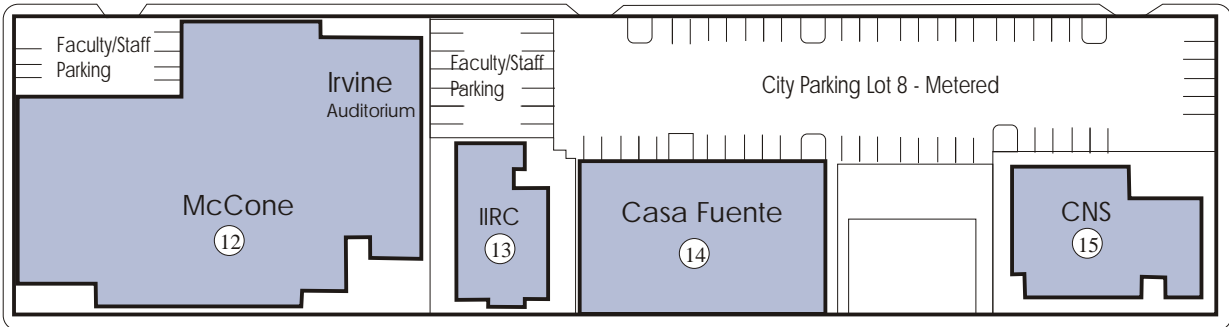 Faculty/Staff
Parking
Irvine
Auditorium
McCone
12
Faculty/Staff
Parking
IIRC
13
City Parking Lot 8 - Metered
Casa Fuente
14
CNS
15